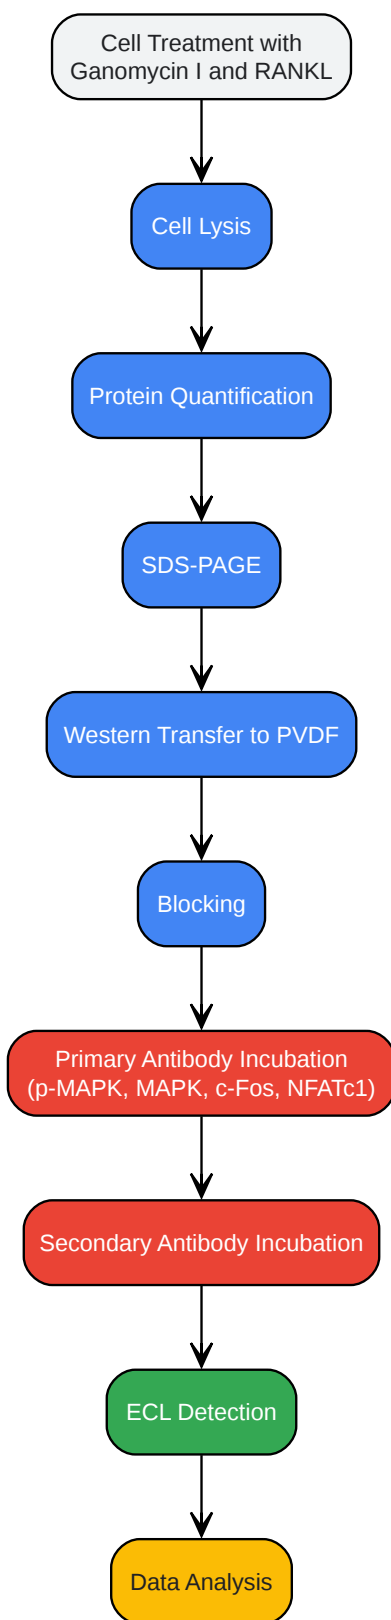 Cell Treatment with
Ganomycin I and RANKL
Cell Lysis
Protein Quantification
SDS-PAGE
Western Transfer to PVDF
Blocking
Primary Antibody Incubation
(p-MAPK, MAPK, c-Fos, NFATc1)
Secondary Antibody Incubation
ECL Detection
Data Analysis